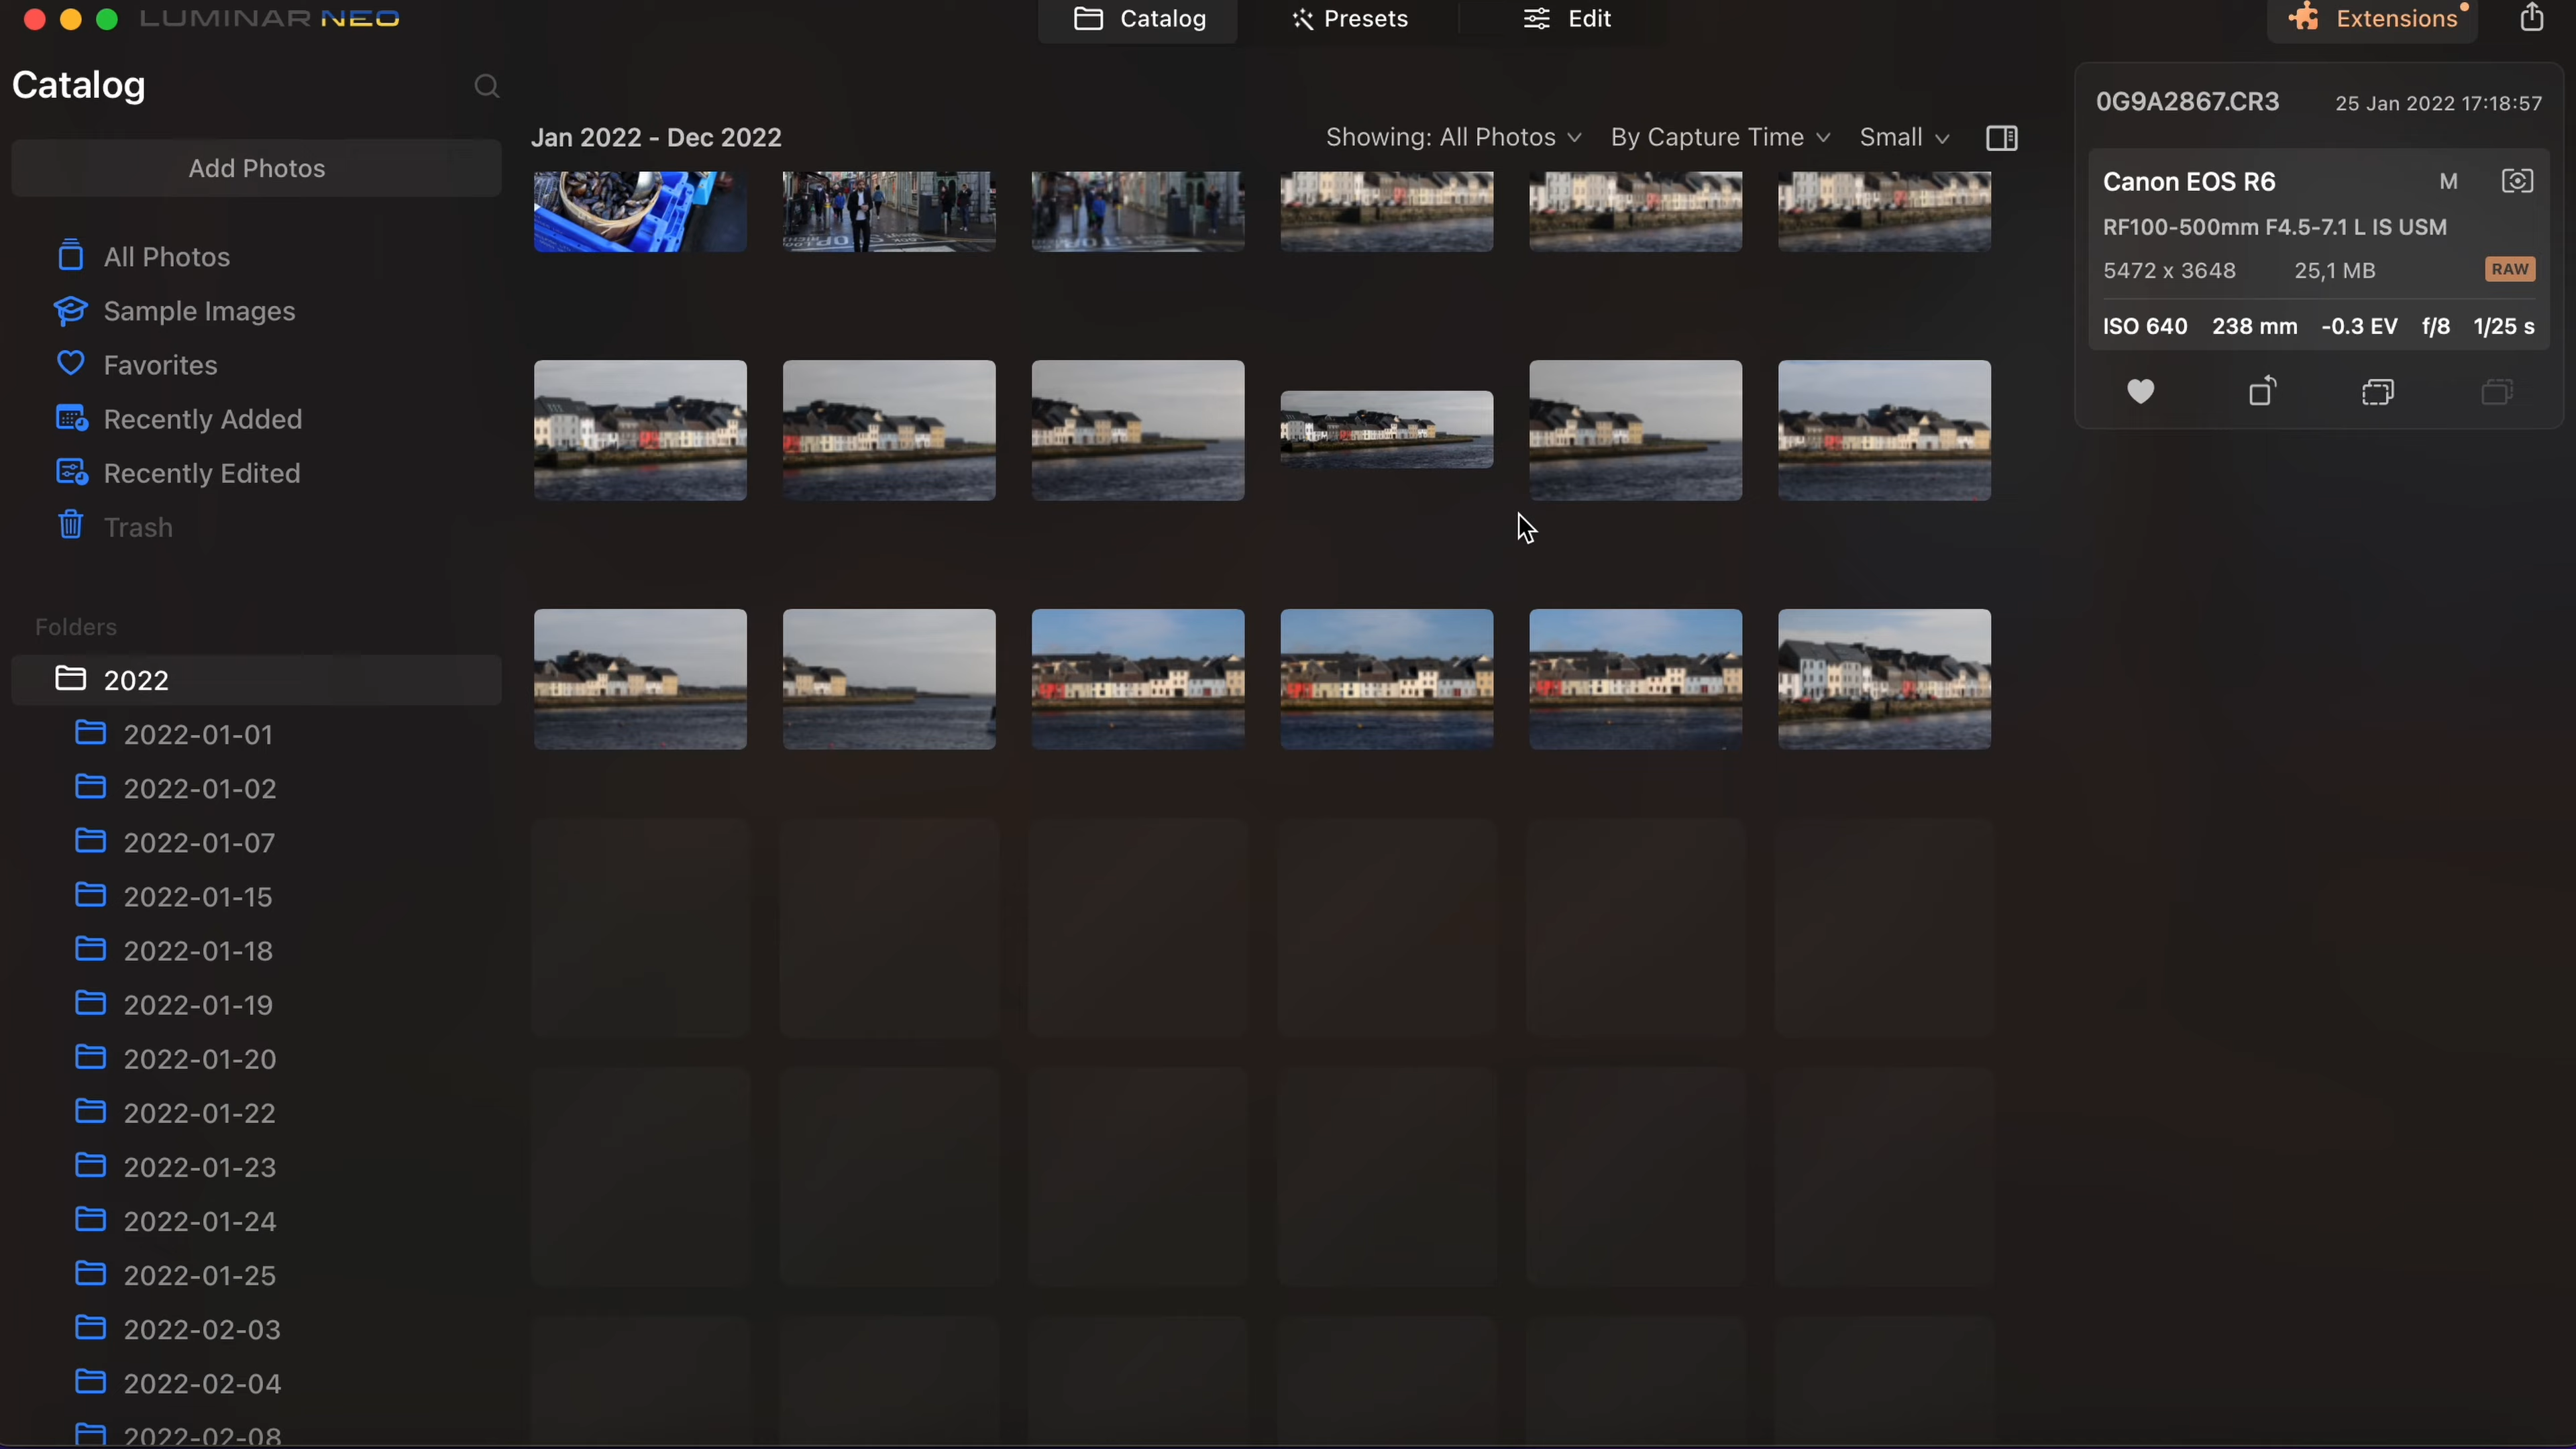 LUMINAR NEO
Catalog
Presets
Edit
Extensions
Catalog
Add Photos
All Photos
Sample Images
Favorites
Recently Added
Recently Edited
Trash
Folders
2022
2022-01-01
2022-01-02
2022-01-07
2022-01-15
2022-01-18
2022-01-19
2022-01-20
2022-01-22
2022-01-23
2022-01-24
2022-01-25
2022-02-03
2022-02-04
2022-02-08
Jan 2022 - Dec 2022
Showing: All Photos
By Capture Time
Small
0G9A2867.CR3
25 Jan 2022 17:18:57
Canon EOS R6
M
RF100-500mm F4.5-7.1 L IS USM
5472 x 3648
25,1 MB
RAW
ISO 640
238 mm
-0.3 EV
f/8
1/25 s